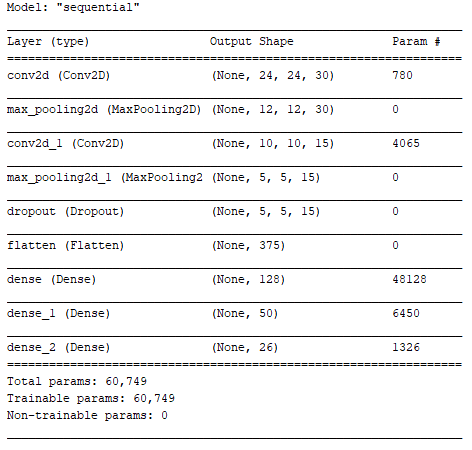 Model: "sequential"
Layer (type) Output Shape Param #
conv2d (Conv2D) (None, 24, 24, 30) 780
max_pooling2d (MaxPooling2D) (None, 12, 12, 30) 0
conv2d_1 (Conv2D) (None, 10, 10, 15) 4065
max_pooling2d_1 (MaxPooling2 (None, 5, 5, 15) 0
dropout (Dropout) (None, 5, 5, 15) 0
flatten (Flatten) (None, 375) 0
dense (Dense) (None, 128) 48128
dense_1 (Dense) (None, 50) 6450
dense_2 (Dense) (None, 26) 1326
Total params: 60,749
Trainable params: 60,749
Non-trainable params: 0